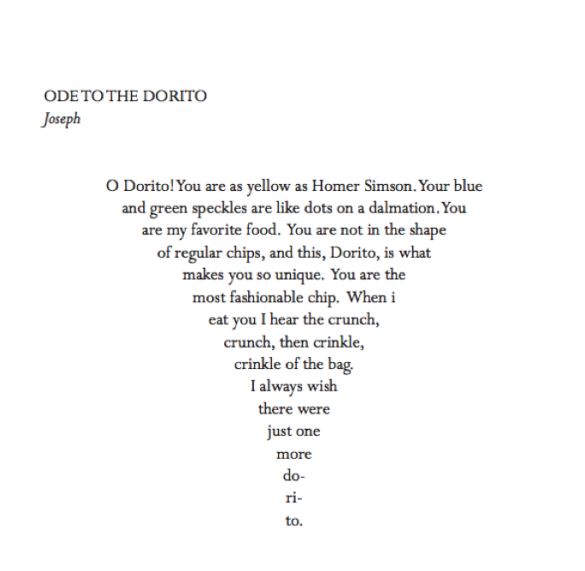 ODE TO THE DORITO
Joseph
O Dorito! You are as yellow as Homer Simson. Your blue
and green speckles are like dots on a dalmation. You
are my favorite food. You are not in the shape
of regular chips, and this, Dorito, is what
makes you so unique. You are the
most fashionable chip. When i
eat you I hear the crunch,
crunch, then crinkle,
crinkle of the bag.
I always wish
there were
just one
more
do-
ri-
to.